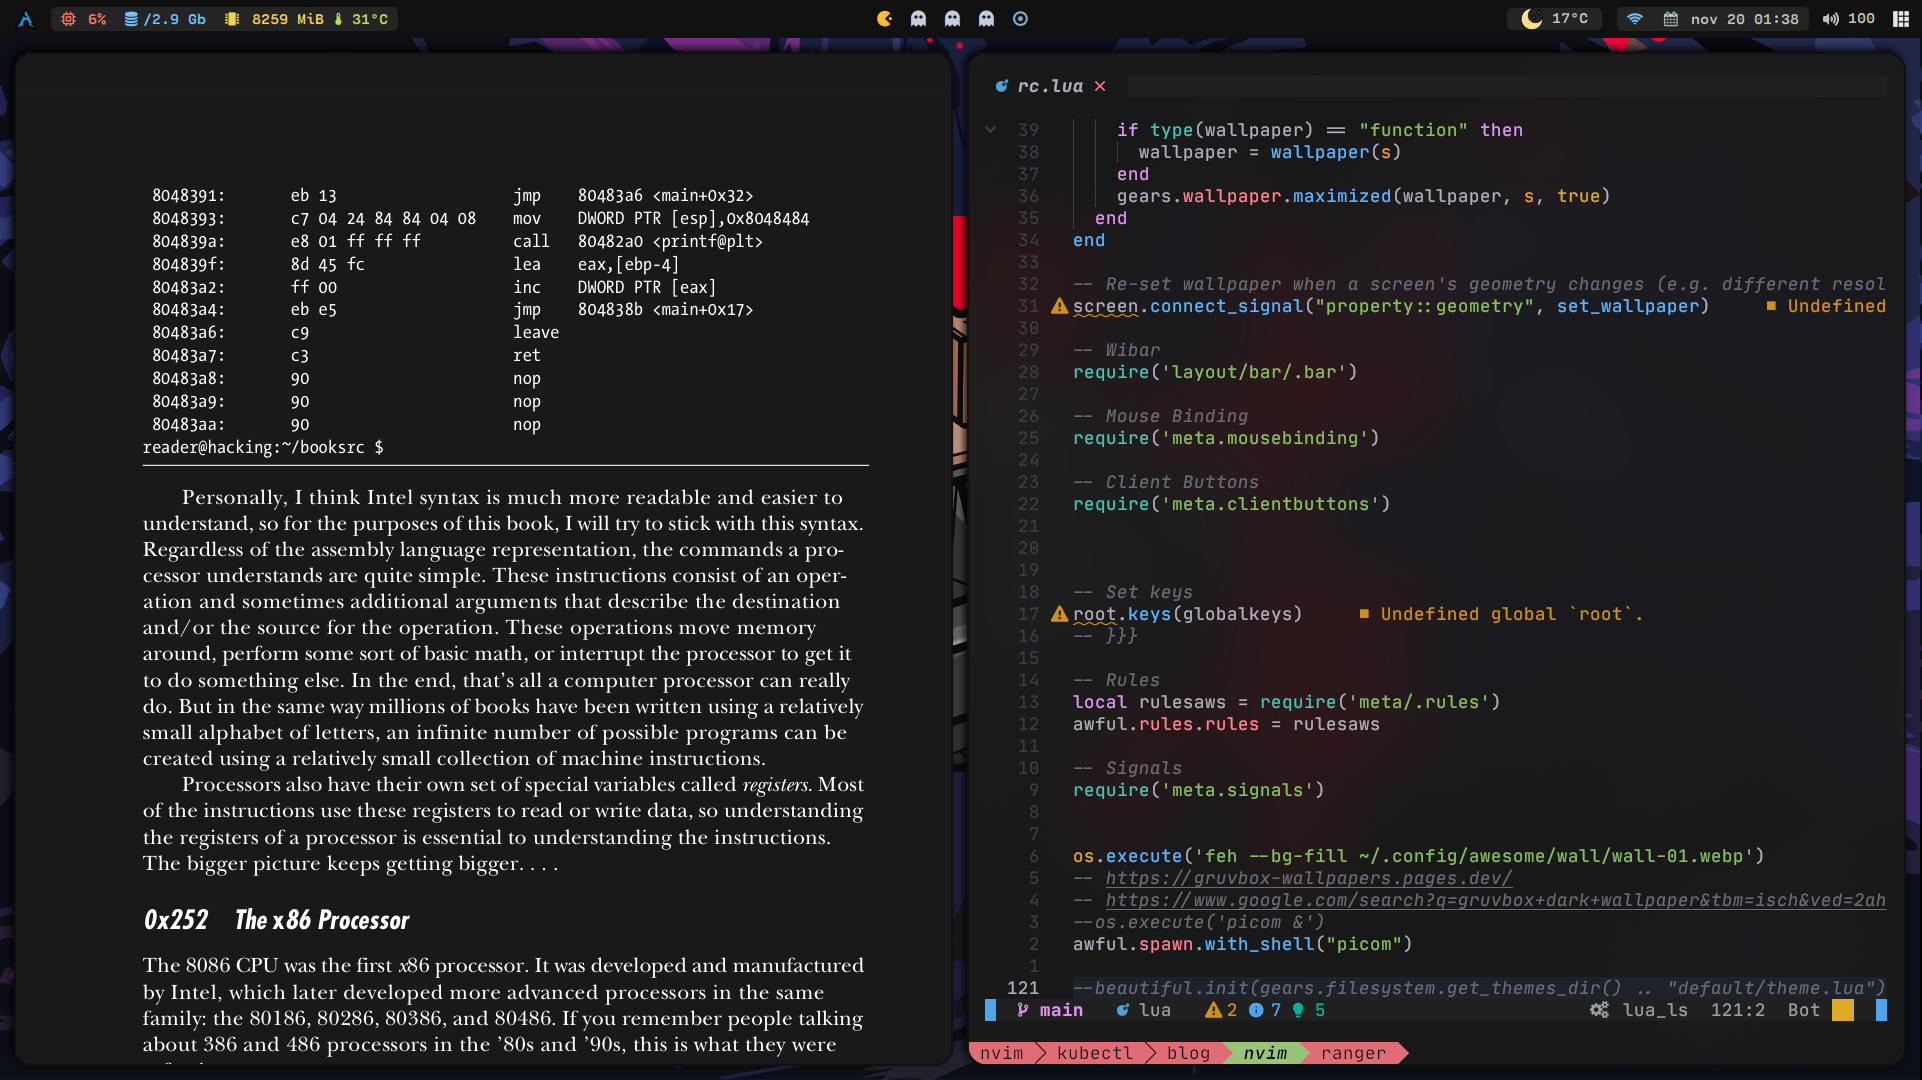 6% /2.9 Gb 8259 MiB 31°C
17°C nov 20 01:38 100
8048391: eb 13 jmp 80483a6 <main+0x32>
8048393: c7 04 24 84 84 04 08 mov DWORD PTR [esp],0x8048484
804839a: e8 01 ff ff ff call 80482a0 <printf@plt>
804839f: 8d 45 fc lea eax,[ebp-4]
80483a2: ff 00 inc DWORD PTR [eax]
80483a4: eb e5 jmp 804838b <main+0x17>
80483a6: c9 leave
80483a7: c3 ret
80483a8: 90 nop
80483a9: 90 nop
80483aa: 90 nop
reader@hacking:~/booksrc $
Personally, I think Intel syntax is much more readable and easier to
understand, so for the purposes of this book, I will try to stick with this syntax.
Regardless of the assembly language representation, the commands a pro-
cessor understands are quite simple. These instructions consist of an oper-
ation and sometimes additional arguments that describe the destination
and/or the source for the operation. These operations move memory
around, perform some sort of basic math, or interrupt the processor to get it
to do something else. In the end, that’s all a computer processor can really
do. But in the same way millions of books have been written using a relatively
small alphabet of letters, an infinite number of possible programs can be
created using a relatively small collection of machine instructions.
Processors also have their own set of special variables called registers. Most
of the instructions use these registers to read or write data, so understanding
the registers of a processor is essential to understanding the instructions.
The bigger picture keeps getting bigger. . . .
0x252 The x86 Processor
The 8086 CPU was the first x86 processor. It was developed and manufactured
by Intel, which later developed more advanced processors in the same
family: the 80186, 80286, 80386, and 80486. If you remember people talking
about 386 and 486 processors in the ’80s and ’90s, this is what they were
rc.lua
39 if type(wallpaper) == "function" then
38 wallpaper = wallpaper(s)
37 end
36 gears.wallpaper.maximized(wallpaper, s, true)
35 end
34 end
33
32 -- Re-set wallpaper when a screen's geometry changes (e.g. different resol
31 screen.connect_signal("property::geometry", set_wallpaper) ■ Undefined
30
29 -- Wibar
28 require('layout/bar/.bar')
27
26 -- Mouse Binding
25 require('meta.mousebinding')
24
23 -- Client Buttons
22 require('meta.clientbuttons')
21
20
19
18 -- Set keys
17 root.keys(globalkeys) ■ Undefined global `root`.
16 -- }}}
15
14 -- Rules
13 local rulesaws = require('meta/.rules')
12 awful.rules.rules = rulesaws
11
10 -- Signals
9 require('meta.signals')
8
7
6 os.execute('feh --bg-fill ~/.config/awesome/wall/wall-01.webp')
5 -- https://gruvbox-wallpapers.pages.dev/
4 -- https://www.google.com/search?q=gruvbox+dark+wallpaper&tbm=isch&ved=2ah
3 --os.execute('picom &')
2 awful.spawn.with_shell("picom")
1
121 --beautiful.init(gears.filesystem.get_themes_dir() .. "default/theme.lua")
main lua 2 7 5 lua_ls 121:2 Bot
nvim kubectl blog nvim ranger